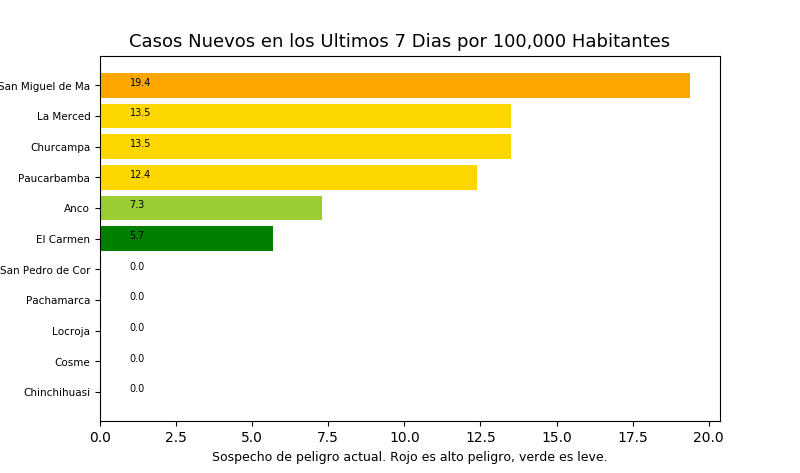 Casos Nuevos en los Ultimos 7 Dias por 100,000 Habitantes
San Miguel de Ma 19.4
La Merced 13.5
Churcampa 13.5
Paucarbamba 12.4
Anco 7.3
El Carmen 5.7
San Pedro de Cor 0.0
Pachamarca 0.0
Locroja 0.0
Cosme 0.0
Chinchihuasi 0.0
0.0 2.5 5.0 7.5 10.0 12.5 15.0 17.5 20.0
Sospecho de peligro actual. Rojo es alto peligro, verde es leve.